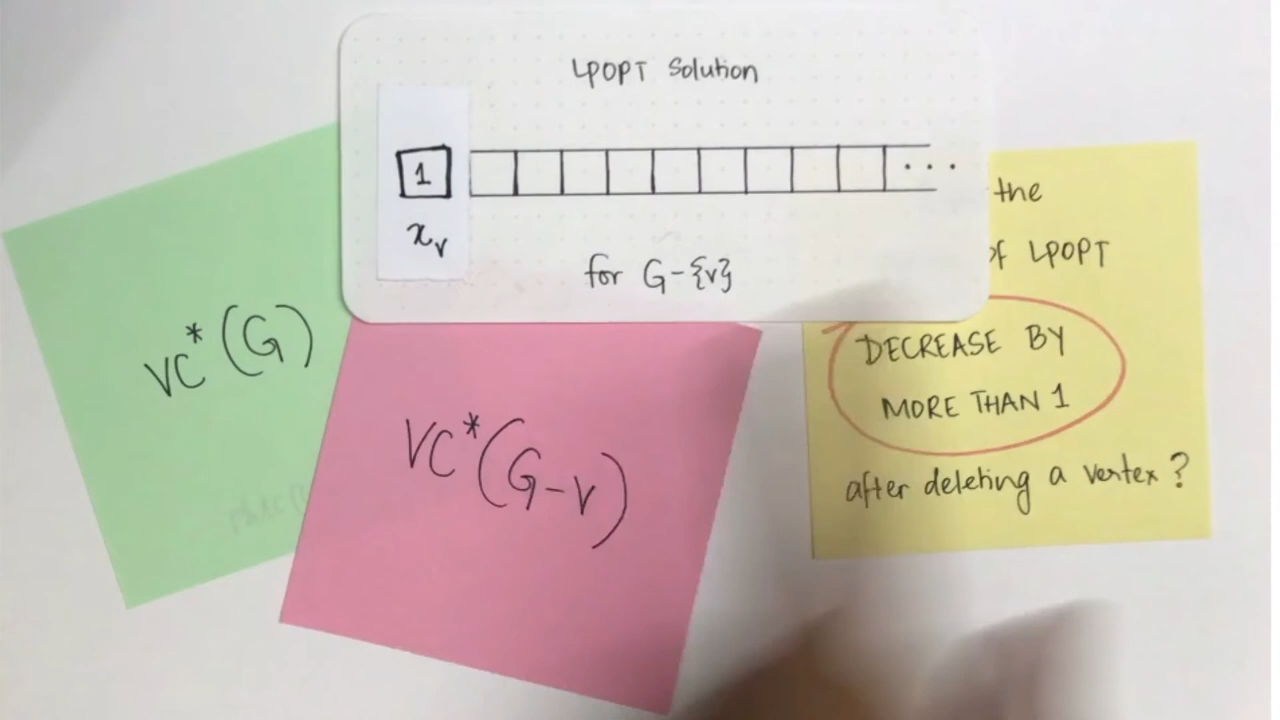 LPOPT Solution
1
. . .
x_v
for G-{v}
VC*(G)
VC*(G-v)
the
of LPOPT
DECREASE BY
MORE THAN 1
after deleting a vertex?